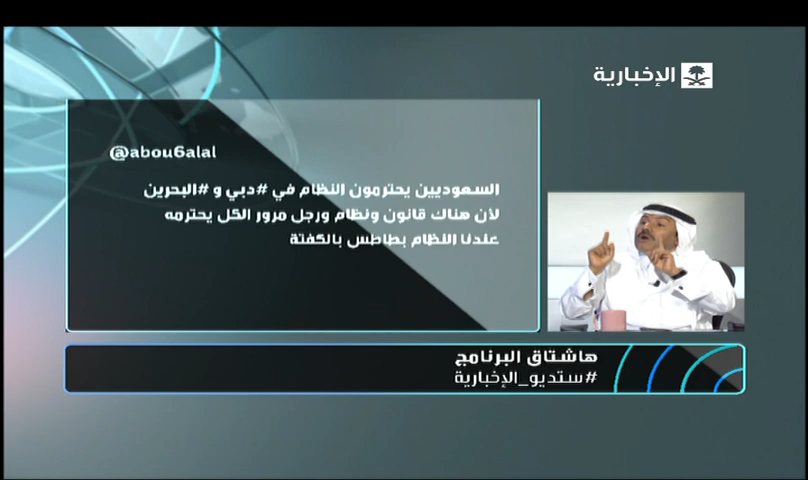 الإخبارية
@abou6alal
السعوديين يحترمون النظام في #دبي و #البحرين
لأن هناك قانون ونظام ورجل مرور الكل يحترمه
عندنا النظام بطاطس بالكفتة
هاشتاق البرنامج
#ستديو_الإخبارية